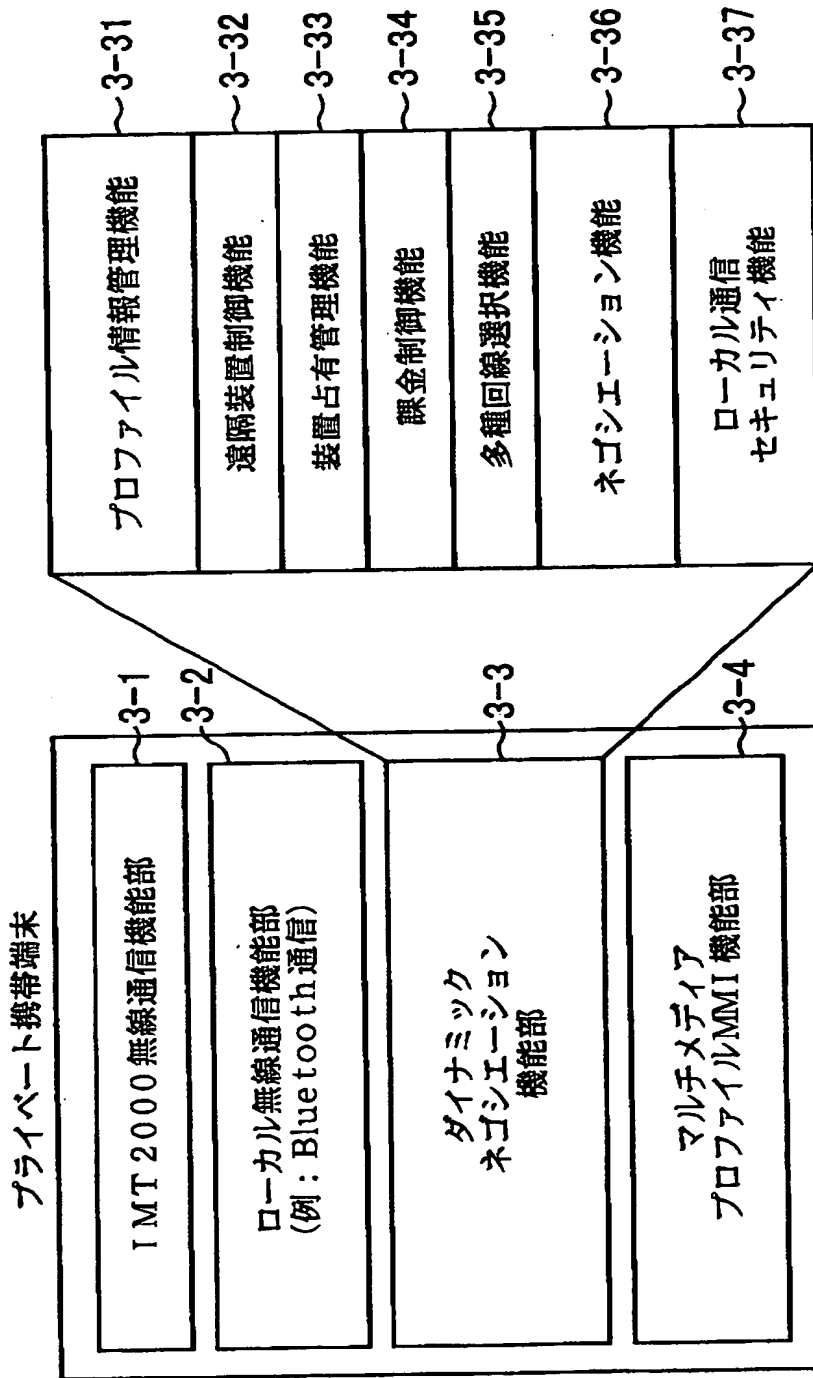 プライベート携帯端末
IMT2000無線通信機能部
3-1
ローカル無線通信機能部
(例：Bluetooth通信)
3-2
ダイナミック
ネゴシエーション
機能部
3-3
マルチメディア
プロファイルMMI機能部
3-4
プロファイル情報管理機能
3-31
遠隔装置制御機能
3-32
装置占有管理機能
3-33
課金制御機能
3-34
多種回線選択機能
3-35
ネゴシエーション機能
3-36
ローカル通信
セキュリティ機能
3-37